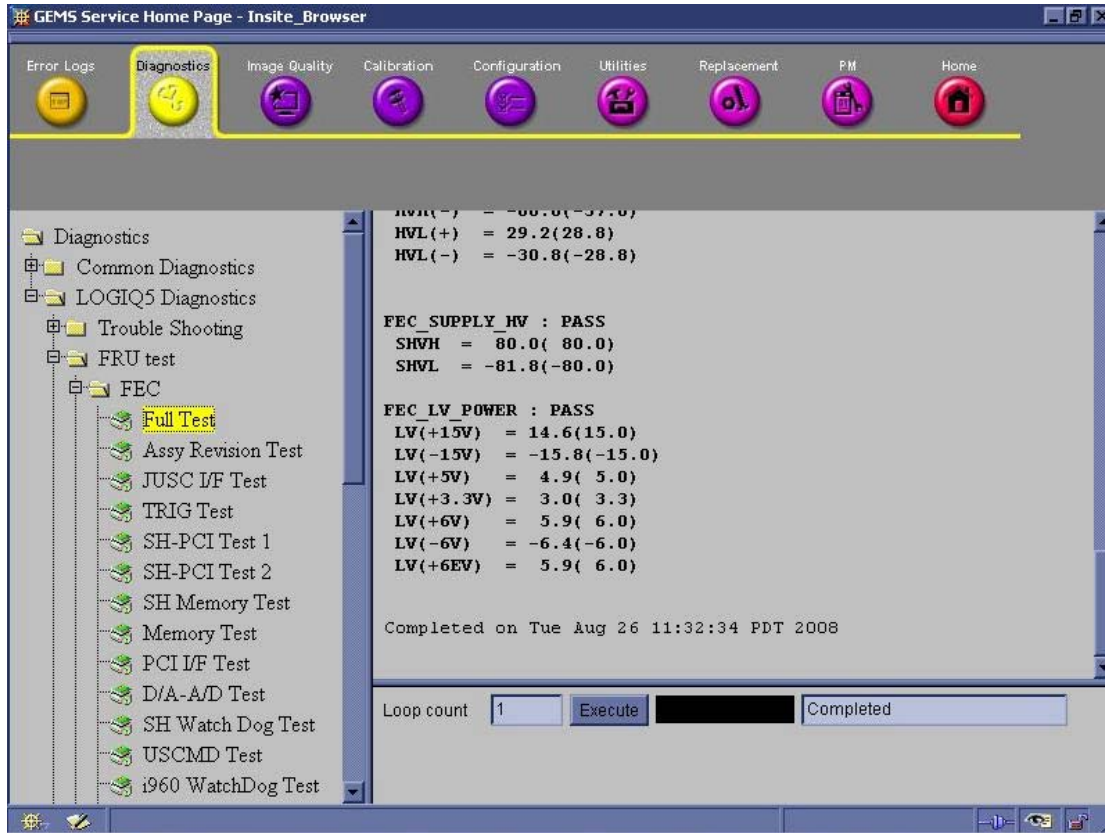 GEMS Service Home Page - Insite_Browser
Error Logs Diagnostics Image Quality Calibration Configuration Utilities Replacement PM Home
Diagnostics
Common Diagnostics
LOGIQ5 Diagnostics
Trouble Shooting
FRU test
FEC
Full Test
Assy Revision Test
JUSC I/F Test
TRIG Test
SH-PCI Test 1
SH-PCI Test 2
SH Memory Test
Memory Test
PCI I/F Test
D/A-A/D Test
SH Watch Dog Test
USCMD Test
i960 WatchDog Test
HVL(+) = 29.2(28.8)
HVL(-) = -30.8(-28.8)
FEC_SUPPLY_HV : PASS
SHVH = 80.0( 80.0)
SHVL = -81.8(-80.0)
FEC_LV_POWER : PASS
LV(+15V) = 14.6(15.0)
LV(-15V) = -15.8(-15.0)
LV(+5V) = 4.9( 5.0)
LV(+3.3V) = 3.0( 3.3)
LV(+6V) = 5.9( 6.0)
LV(-6V) = -6.4(-6.0)
LV(+6EV) = 5.9( 6.0)
Completed on Tue Aug 26 11:32:34 PDT 2008
Loop count 1 Execute Completed